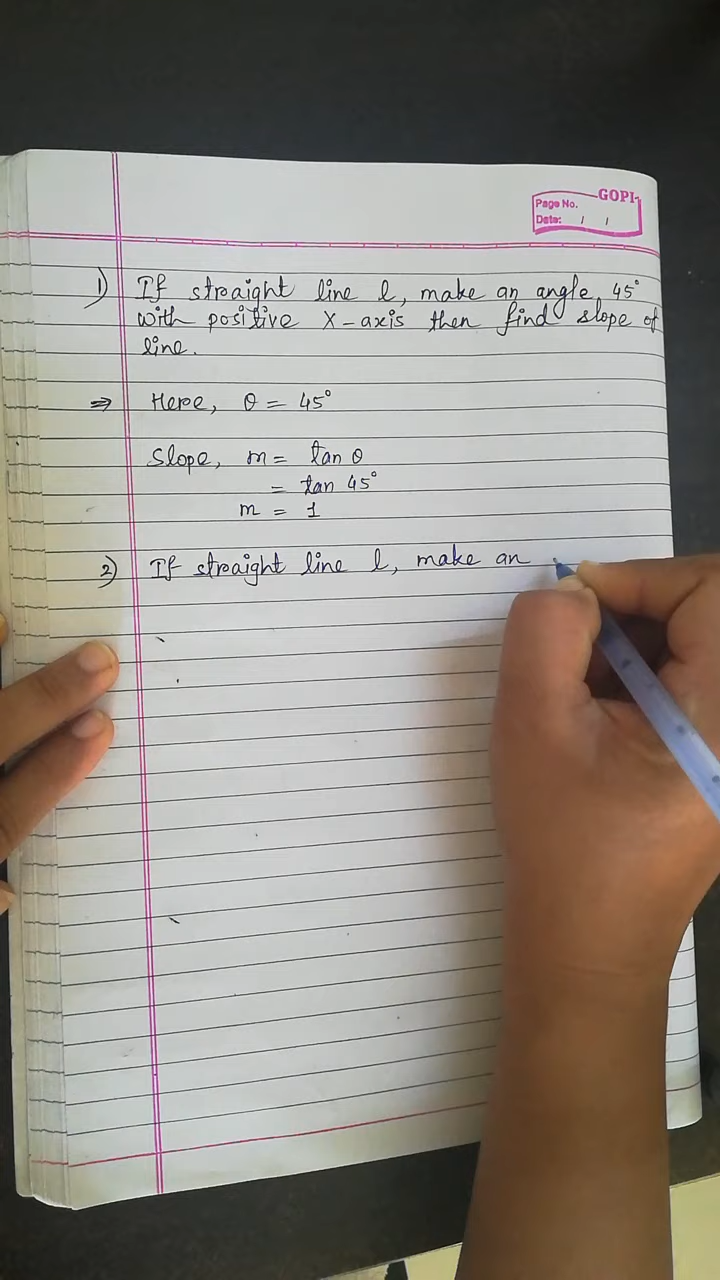 GOPI
Page No.
Date: / /
1) If straight line l, make an angle 45°
with positive X-axis then find slope of
line.
⇒ Here, θ = 45°
Slope, m = tan θ
= tan 45°
m = 1
2) If straight line l, make an